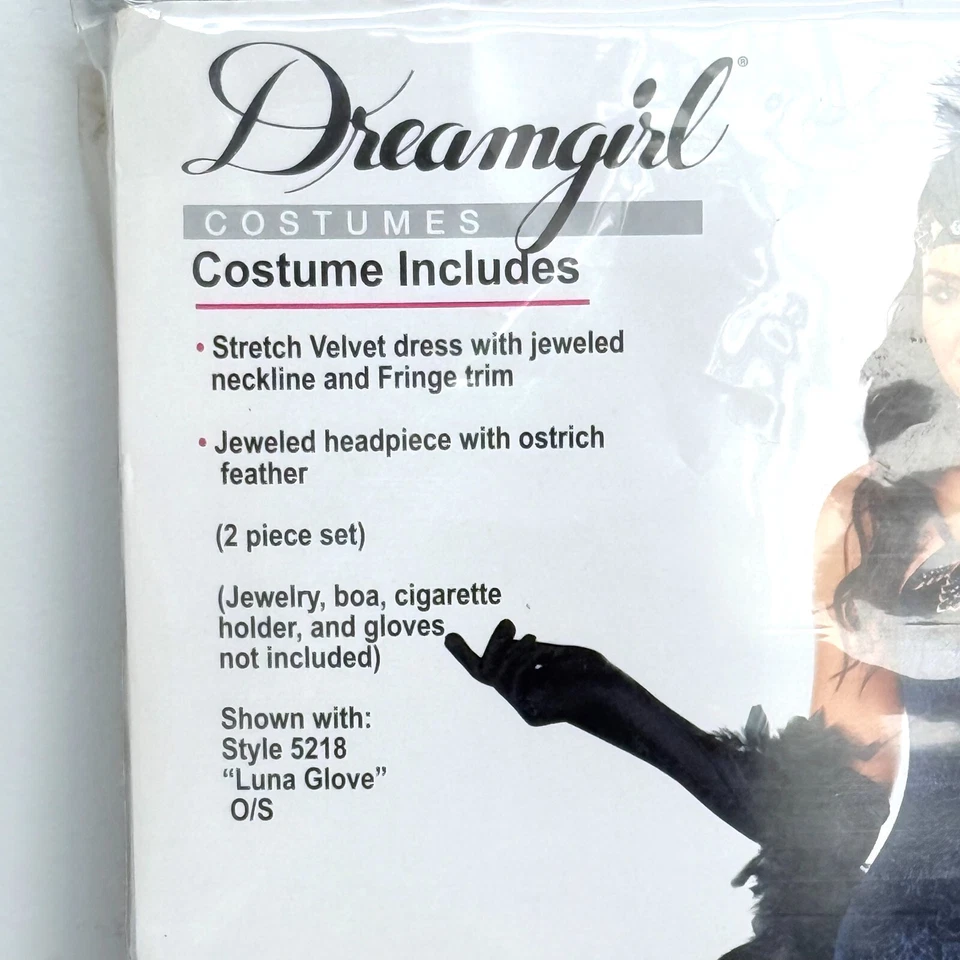 Dreamgirl®
COSTUMES
Costume Includes
• Stretch Velvet dress with jeweled
neckline and Fringe trim
• Jeweled headpiece with ostrich
feather
(2 piece set)
(Jewelry, boa, cigarette
holder, and gloves
not included)
Shown with:
Style 5218
“Luna Glove”
O/S